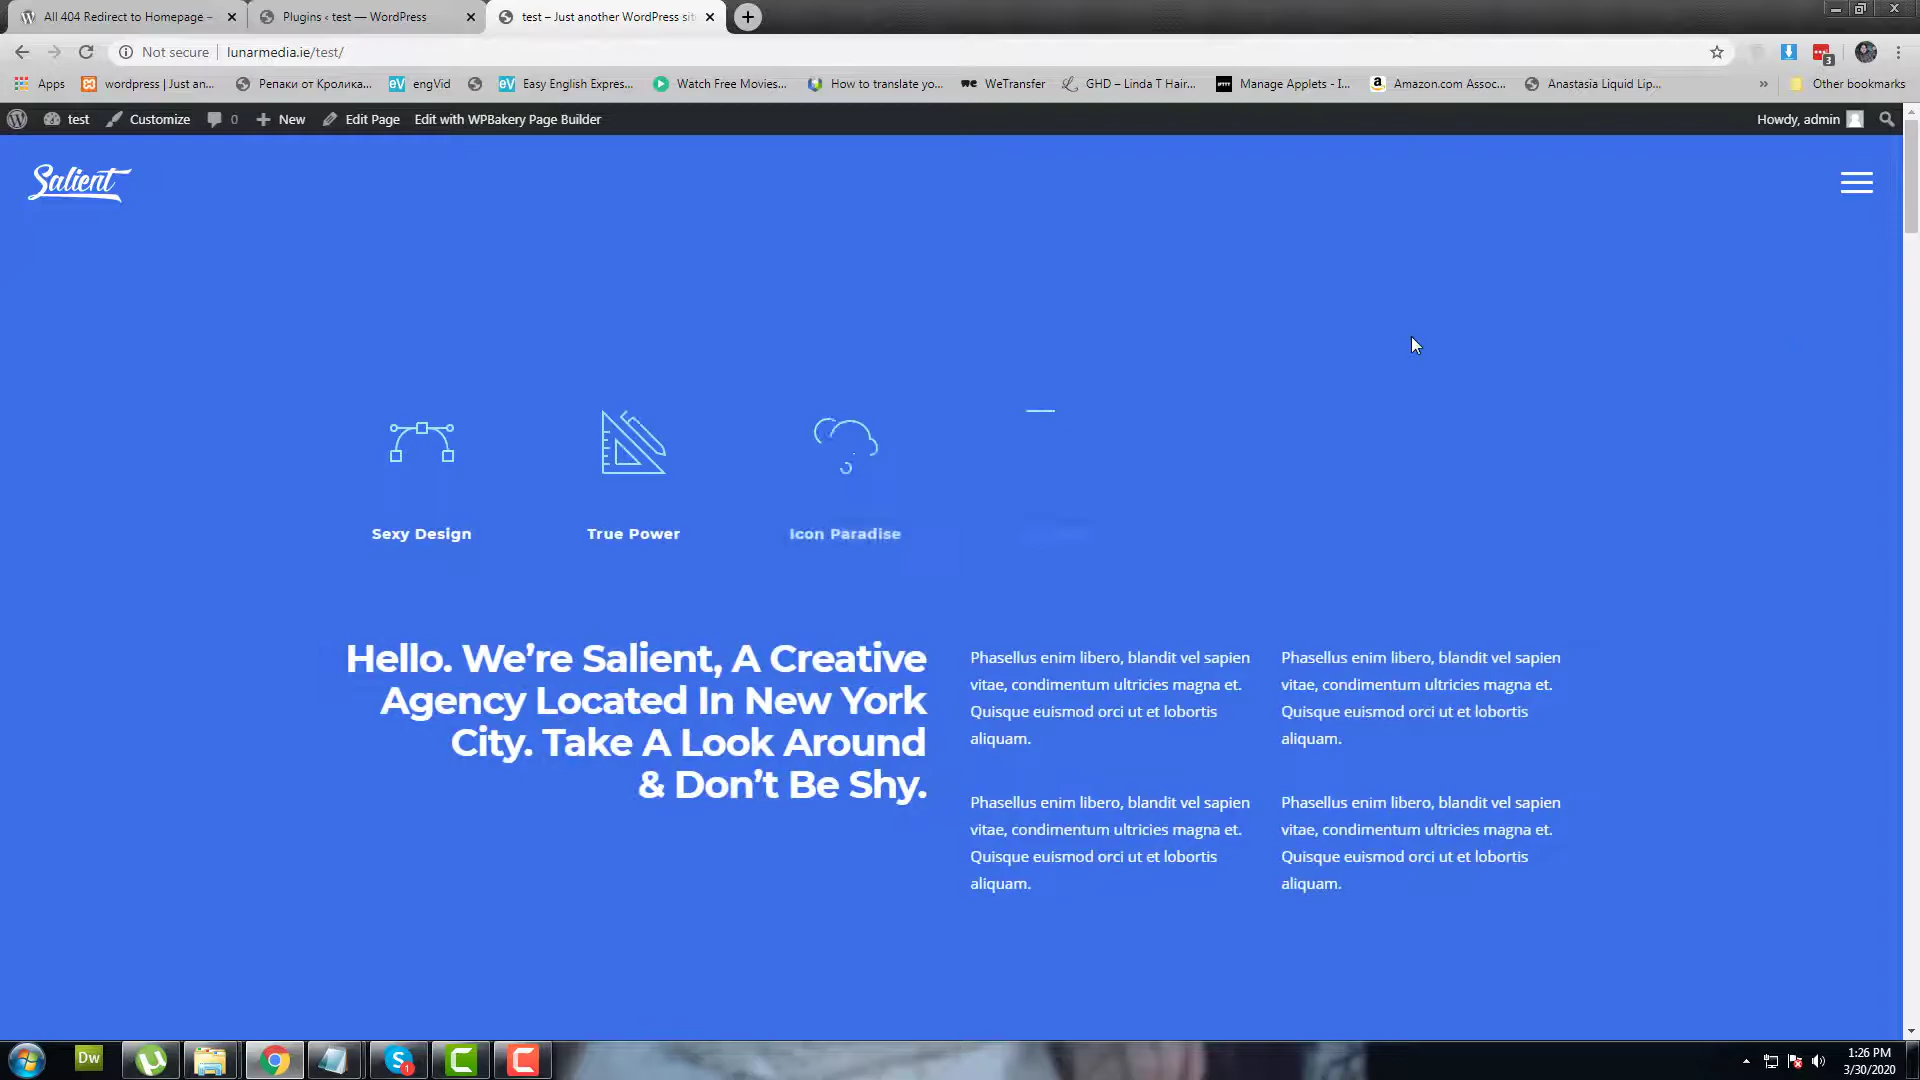 All 404 Redirect to Homepage –
Plugins ‹ test — WordPress
test – Just another WordPress sit
Not secure
lunarmedia.ie/test/
3
Apps
wordpress | Just an...
Репаки от Кролика...
engVid
Easy English Expres...
Watch Free Movies...
How to translate yo...
WeTransfer
GHD – Linda T Hair...
Manage Applets - I...
Amazon.com Assoc...
Anastasia Liquid Lip...
»
Other bookmarks
test
Customize
0
New
Edit Page
Edit with WPBakery Page Builder
Howdy, admin
Salient
Sexy Design
True Power
Icon Paradise
Hello. We’re Salient, A Creative
Agency Located In New York
City. Take A Look Around
& Don’t Be Shy.
Phasellus enim libero, blandit vel sapien
vitae, condimentum ultricies magna et.
Quisque euismod orci ut et lobortis
aliquam.
Phasellus enim libero, blandit vel sapien
vitae, condimentum ultricies magna et.
Quisque euismod orci ut et lobortis
aliquam.
Phasellus enim libero, blandit vel sapien
vitae, condimentum ultricies magna et.
Quisque euismod orci ut et lobortis
aliquam.
Phasellus enim libero, blandit vel sapien
vitae, condimentum ultricies magna et.
Quisque euismod orci ut et lobortis
aliquam.
Dw
1
1:26 PM
3/30/2020